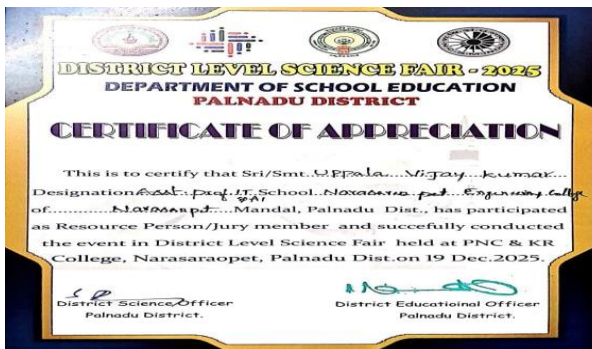 DISTRICT LEVEL SCIENCE FAIR - 2025
DEPARTMENT OF SCHOOL EDUCATION
PALNADU DISTRICT
CERTIFICATE OF APPRECIATION
This is to certify that Sri/Smt. Uppala Vijay kumar
Designation Asst. Prof. I.T School Narasarao pet Engineering College
of Narasaropet Mandal, Palnadu Dist., has participated
as Resource Person/Jury member and succefully conducted
the event in District Level Science Fair held at PNC & KR
College, Narasaraopet, Palnadu Dist.on 19 Dec.2025.
District Science Officer
Palnadu District.
District Educatioinal Officer
Palnadu District.